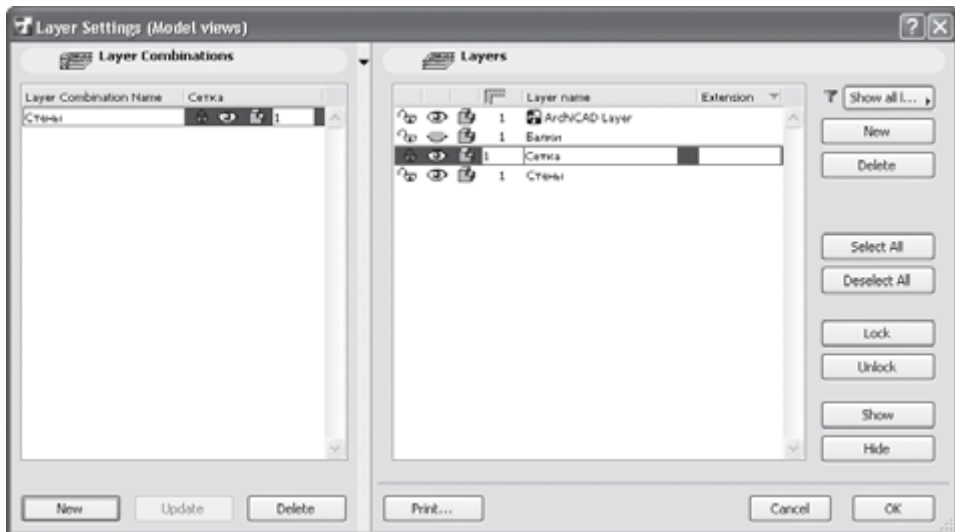 Layer Settings (Model views)
Layer Combinations
Layers
Layer Combination Name Сетка
Стены 1
Layer name Extension
1 ArchiCAD Layer
1 Балки
1 Сетка
1 Стены
Show all l...
New
Delete
Select All
Deselect All
Lock
Unlock
Show
Hide
New Update Delete
Print... Cancel OK